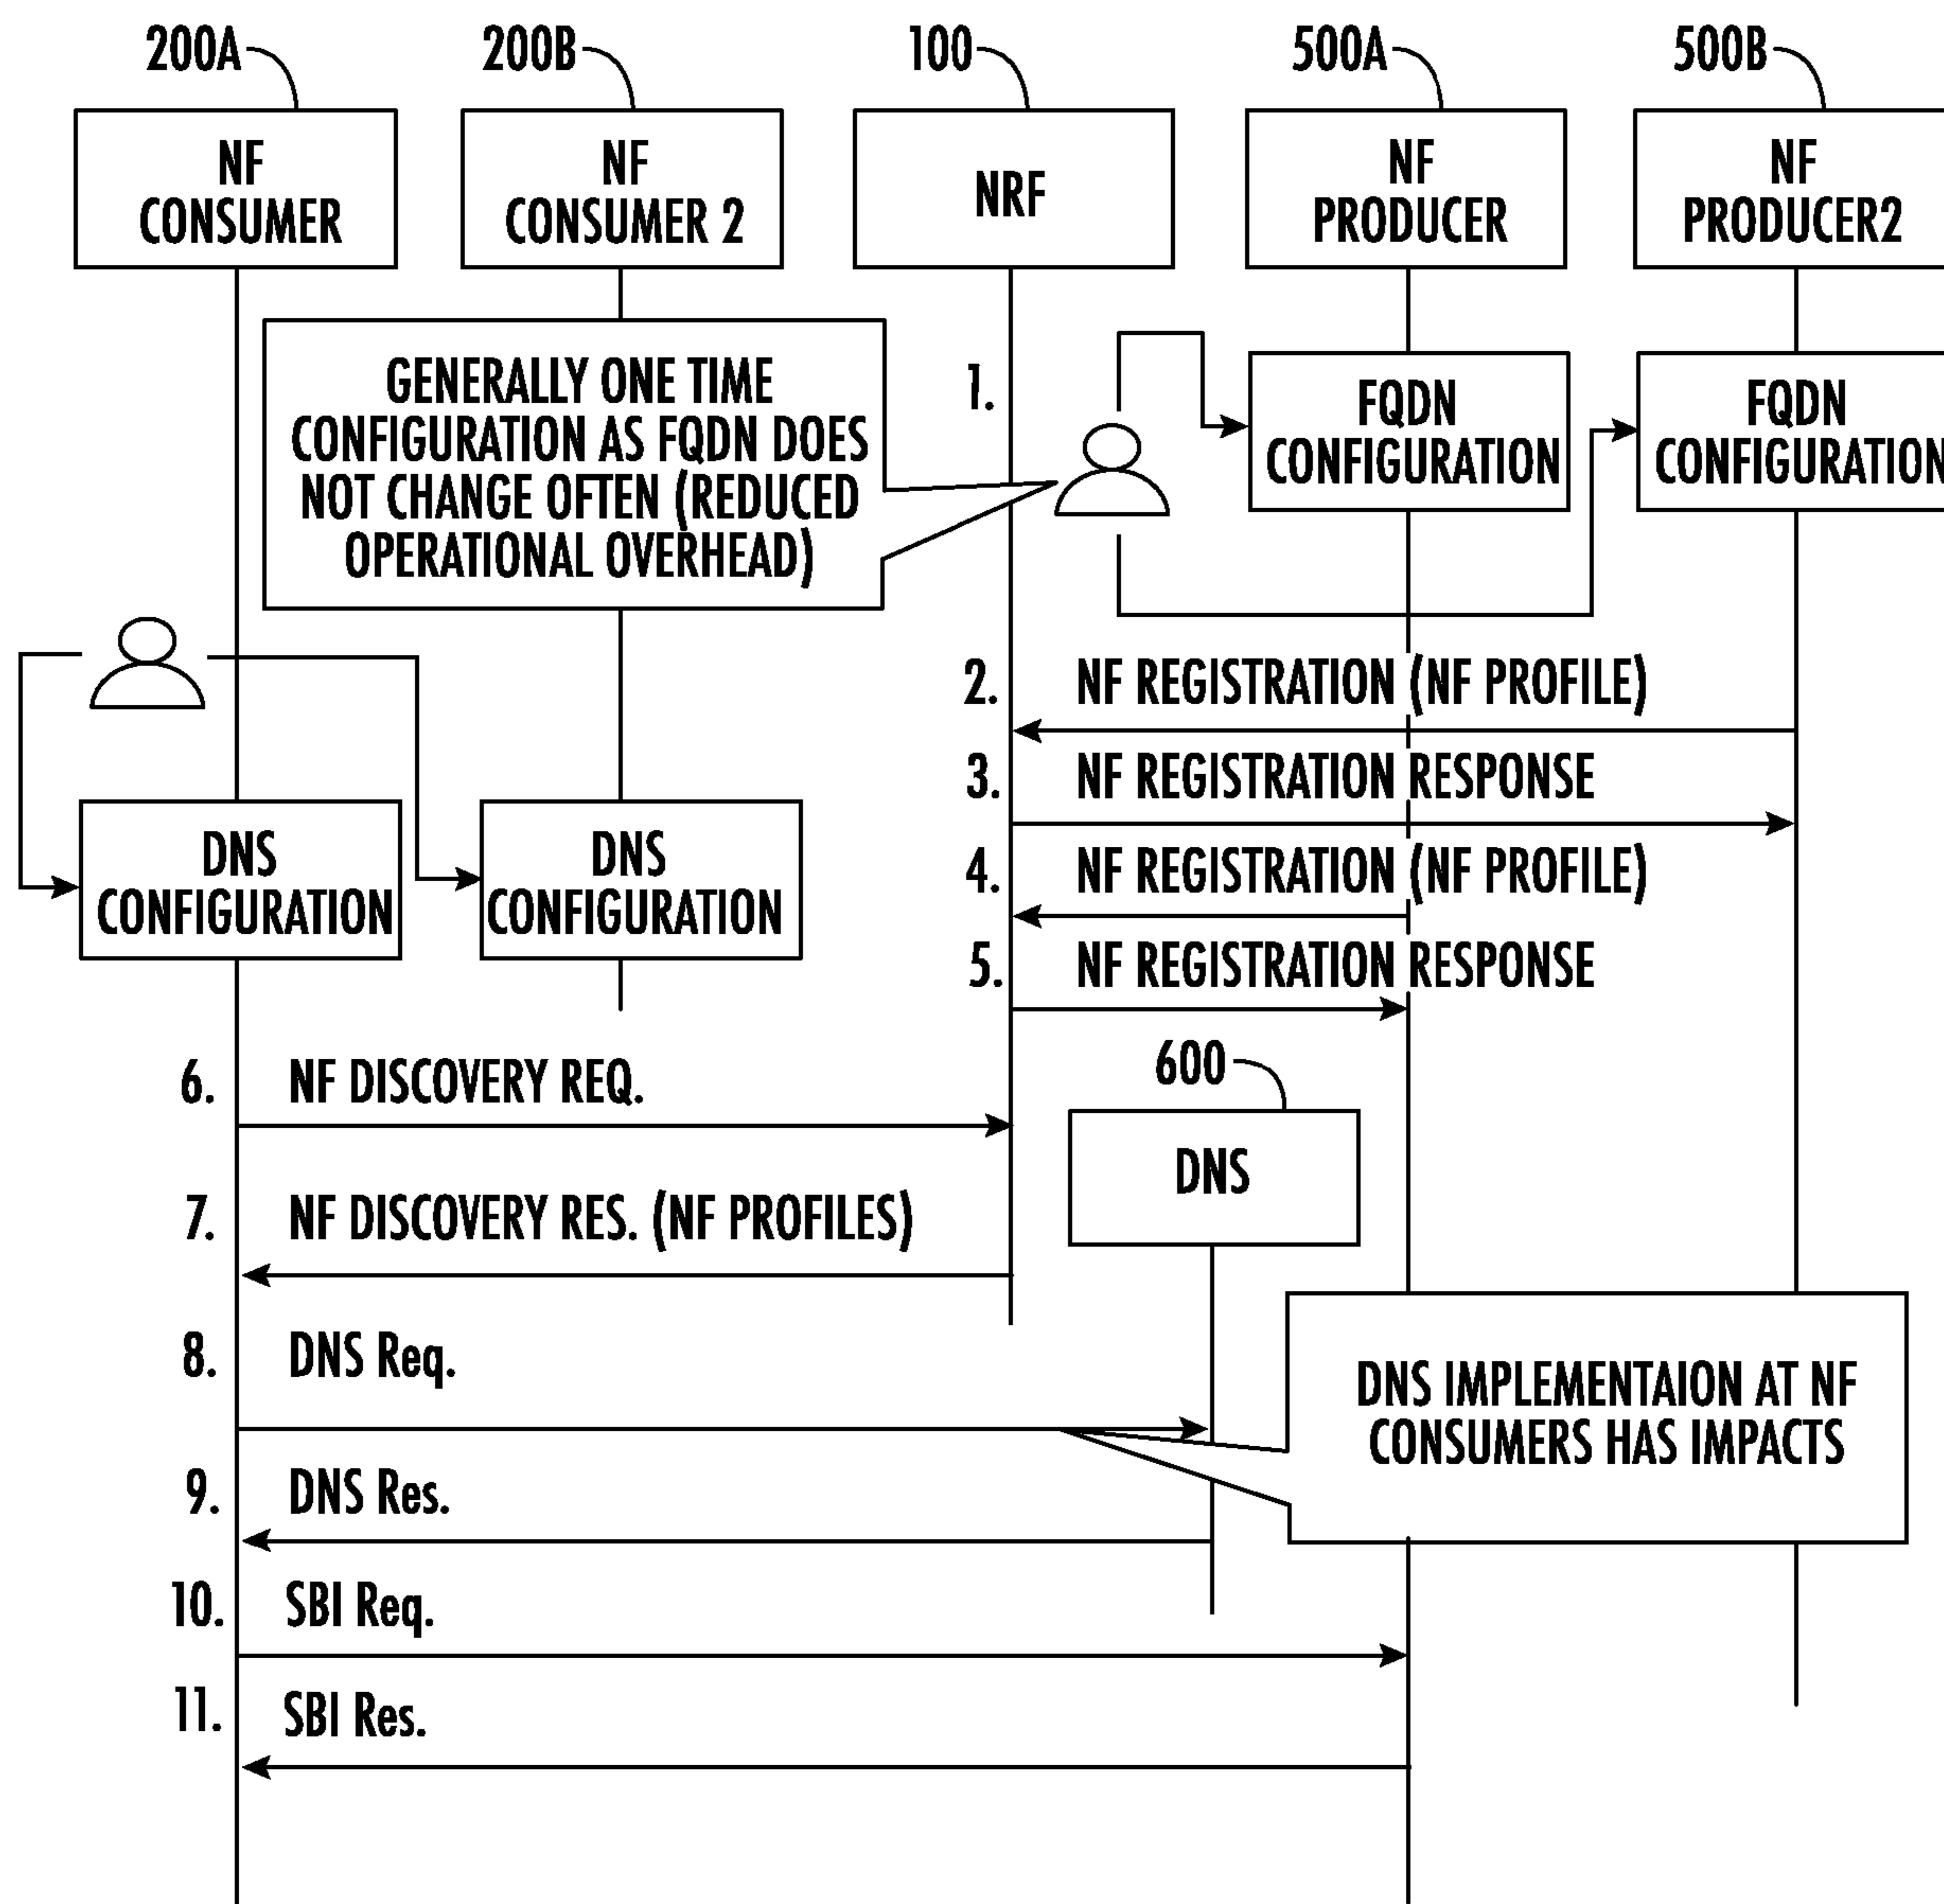 200A
200B
100
500A
500B
NF
CONSUMER
NF
CONSUMER 2
NRF
NF
PRODUCER
NF
PRODUCER2
GENERALLY ONE TIME
CONFIGURATION AS FQDN DOES
NOT CHANGE OFTEN (REDUCED
OPERATIONAL OVERHEAD)
1.
FQDN
CONFIGURATION
FQDN
CONFIGURATION
2. NF REGISTRATION (NF PROFILE)
3. NF REGISTRATION RESPONSE
DNS
CONFIGURATION
DNS
CONFIGURATION
4. NF REGISTRATION (NF PROFILE)
5. NF REGISTRATION RESPONSE
6. NF DISCOVERY REQ.
600
DNS
7. NF DISCOVERY RES. (NF PROFILES)
8. DNS Req.
DNS IMPLEMENTAION AT NF
CONSUMERS HAS IMPACTS
9. DNS Res.
10. SBI Req.
11. SBI Res.